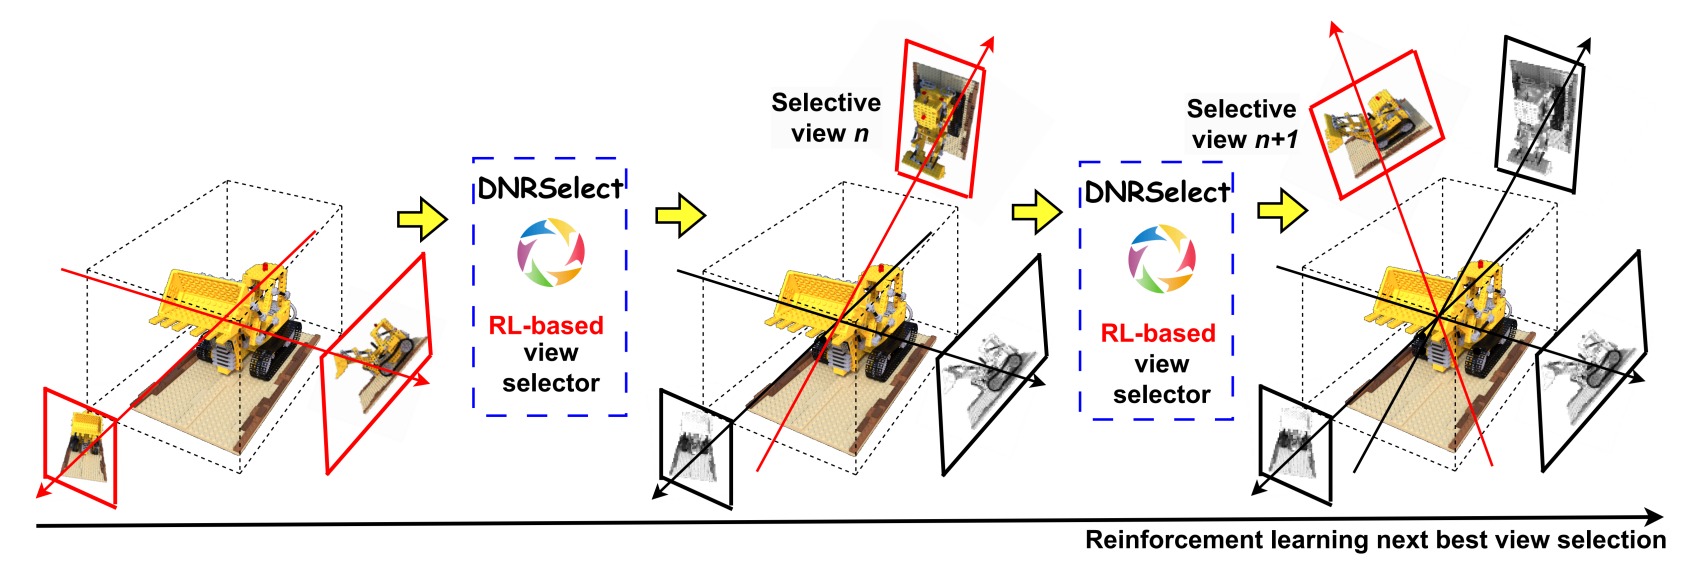 DNRSelect
RL-based
view
selector
Selective
view n
DNRSelect
RL-based
view
selector
Selective
view n+1
Reinforcement learning next best view selection